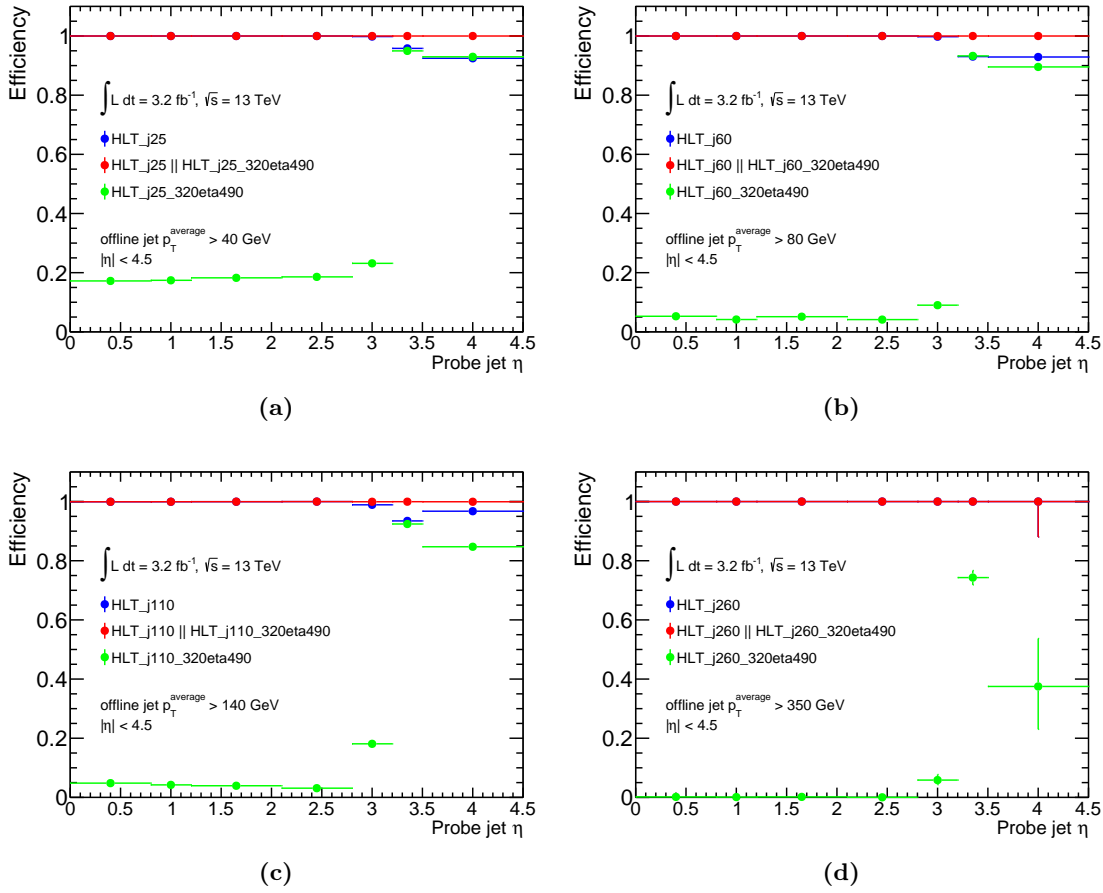 Efficiency
1
0.8
0.6
0.4
0.2
0
∫ L dt = 3.2 fb⁻¹, √s = 13 TeV
HLT_j25
HLT_j25 || HLT_j25_320eta490
HLT_j25_320eta490
offline jet p_T^average > 40 GeV
|η| < 4.5
0 0.5 1 1.5 2 2.5 3 3.5 4 4.5
Probe jet η
(a)
Efficiency
1
0.8
0.6
0.4
0.2
0
∫ L dt = 3.2 fb⁻¹, √s = 13 TeV
HLT_j60
HLT_j60 || HLT_j60_320eta490
HLT_j60_320eta490
offline jet p_T^average > 80 GeV
|η| < 4.5
0 0.5 1 1.5 2 2.5 3 3.5 4 4.5
Probe jet η
(b)
Efficiency
1
0.8
0.6
0.4
0.2
0
∫ L dt = 3.2 fb⁻¹, √s = 13 TeV
HLT_j110
HLT_j110 || HLT_j110_320eta490
HLT_j110_320eta490
offline jet p_T^average > 140 GeV
|η| < 4.5
0 0.5 1 1.5 2 2.5 3 3.5 4 4.5
Probe jet η
(c)
Efficiency
1
0.8
0.6
0.4
0.2
0
∫ L dt = 3.2 fb⁻¹, √s = 13 TeV
HLT_j260
HLT_j260 || HLT_j260_320eta490
HLT_j260_320eta490
offline jet p_T^average > 350 GeV
|η| < 4.5
0 0.5 1 1.5 2 2.5 3 3.5 4 4.5
Probe jet η
(d)